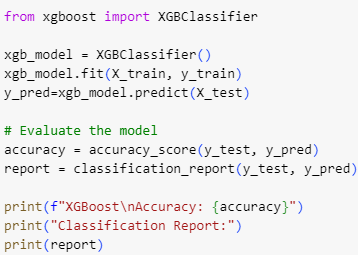 from xgboost import XGBClassifier
xgb_model = XGBClassifier()
xgb_model.fit(X_train, y_train)
y_pred=xgb_model.predict(X_test)
# Evaluate the model
accuracy = accuracy_score(y_test, y_pred)
report = classification_report(y_test, y_pred)
print(f"XGBoost\nAccuracy: {accuracy}")
print("Classification Report:")
print(report)